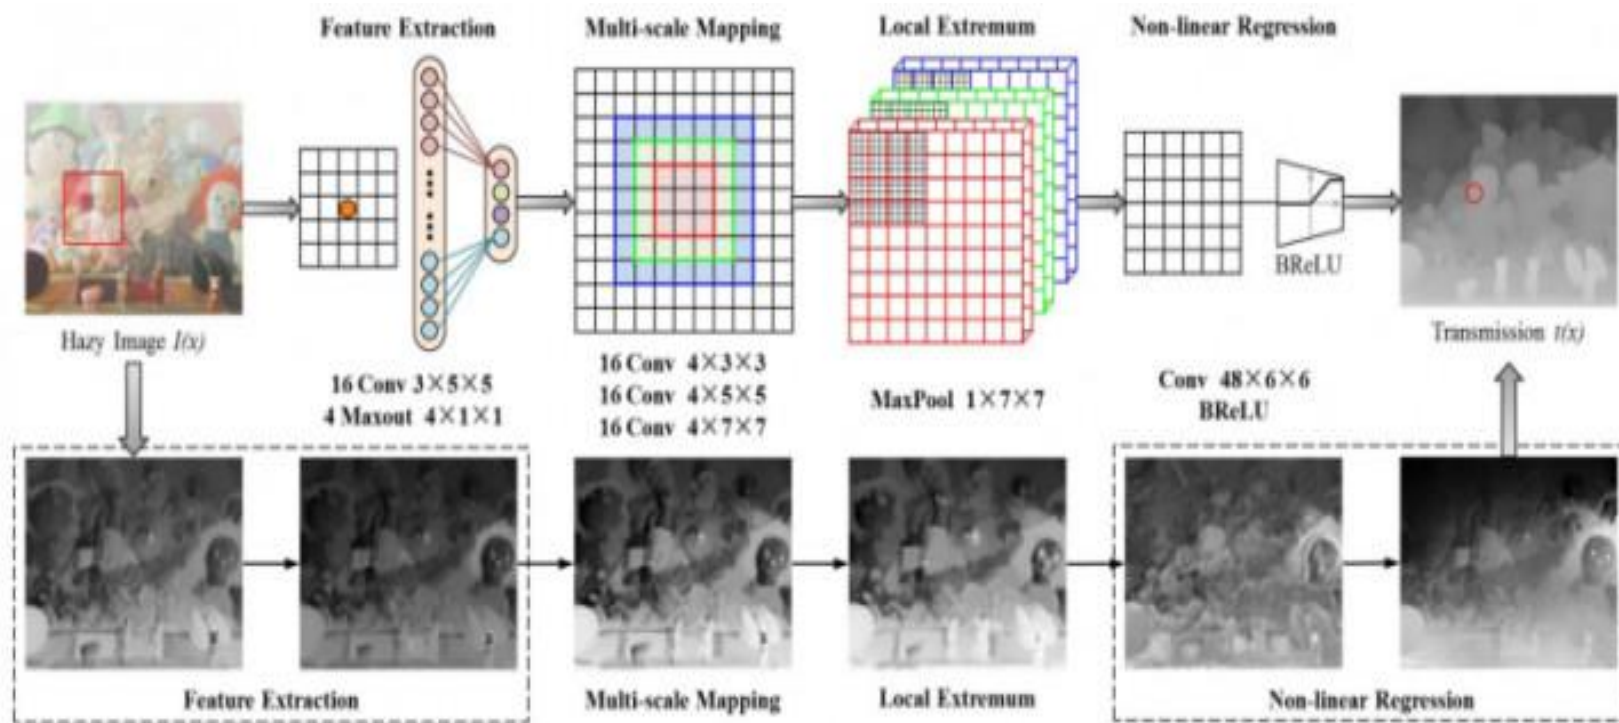 Feature Extraction
Multi-scale Mapping
Local Extremum
Non-linear Regression
BReLU
Hazy Image I(x)
Transmission t(x)
16 Conv 3×5×5
4 Maxout 4×1×1
16 Conv 4×3×3
16 Conv 4×5×5
16 Conv 4×7×7
MaxPool 1×7×7
Conv 48×6×6
BReLU
Feature Extraction
Multi-scale Mapping
Local Extremum
Non-linear Regression